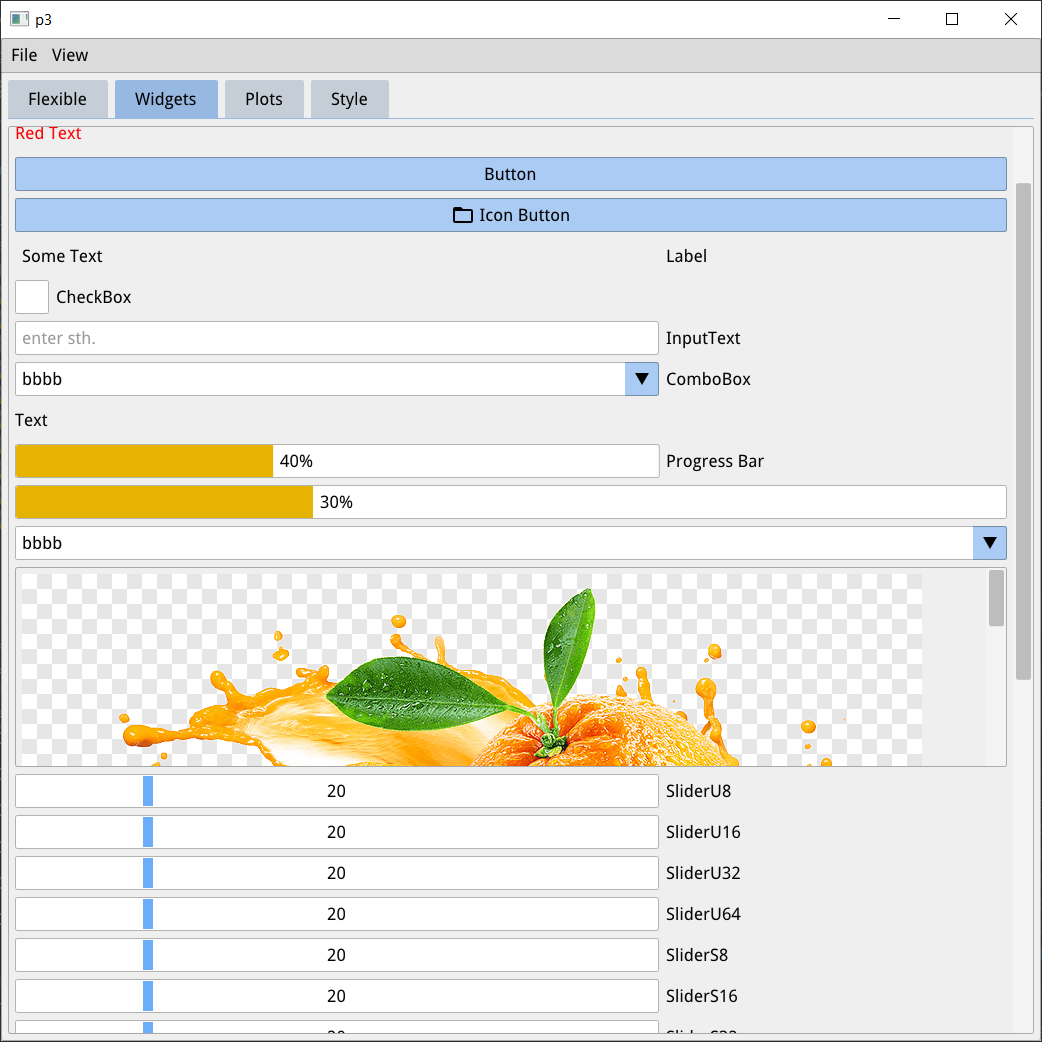 p3
File View
Flexible Widgets Plots Style
Red Text
Button
Icon Button
Some Text Label
CheckBox
enter sth. InputText
bbbb ComboBox
Text
40% Progress Bar
30%
bbbb
20 SliderU8
20 SliderU16
20 SliderU32
20 SliderU64
20 SliderS8
20 SliderS16